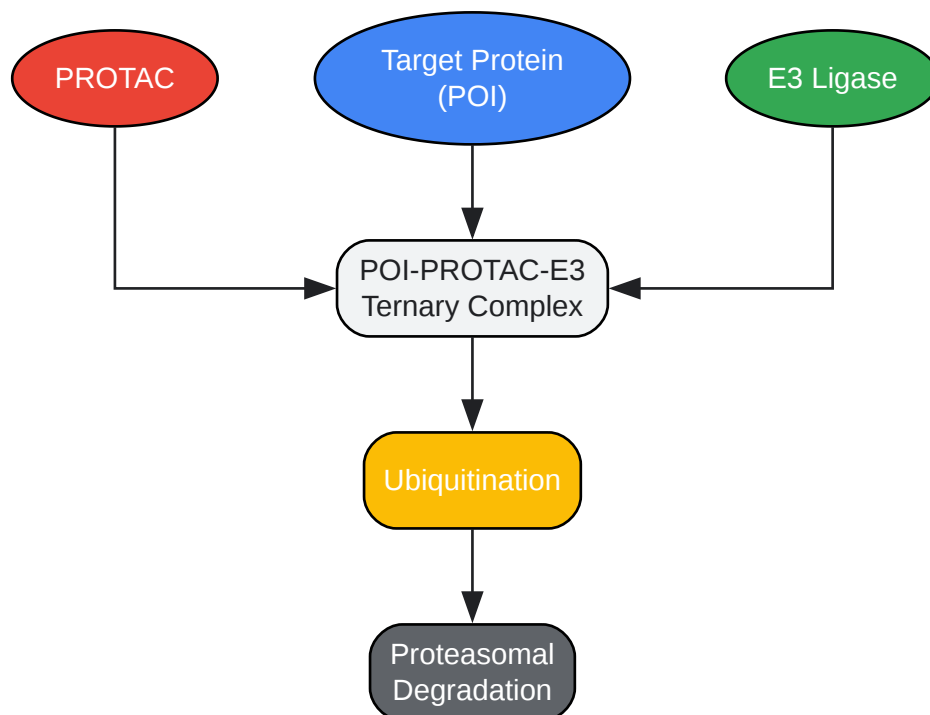 PROTAC
Target Protein
(POI)
E3 Ligase
POI-PROTAC-E3
Ternary Complex
Ubiquitination
Proteasomal
Degradation